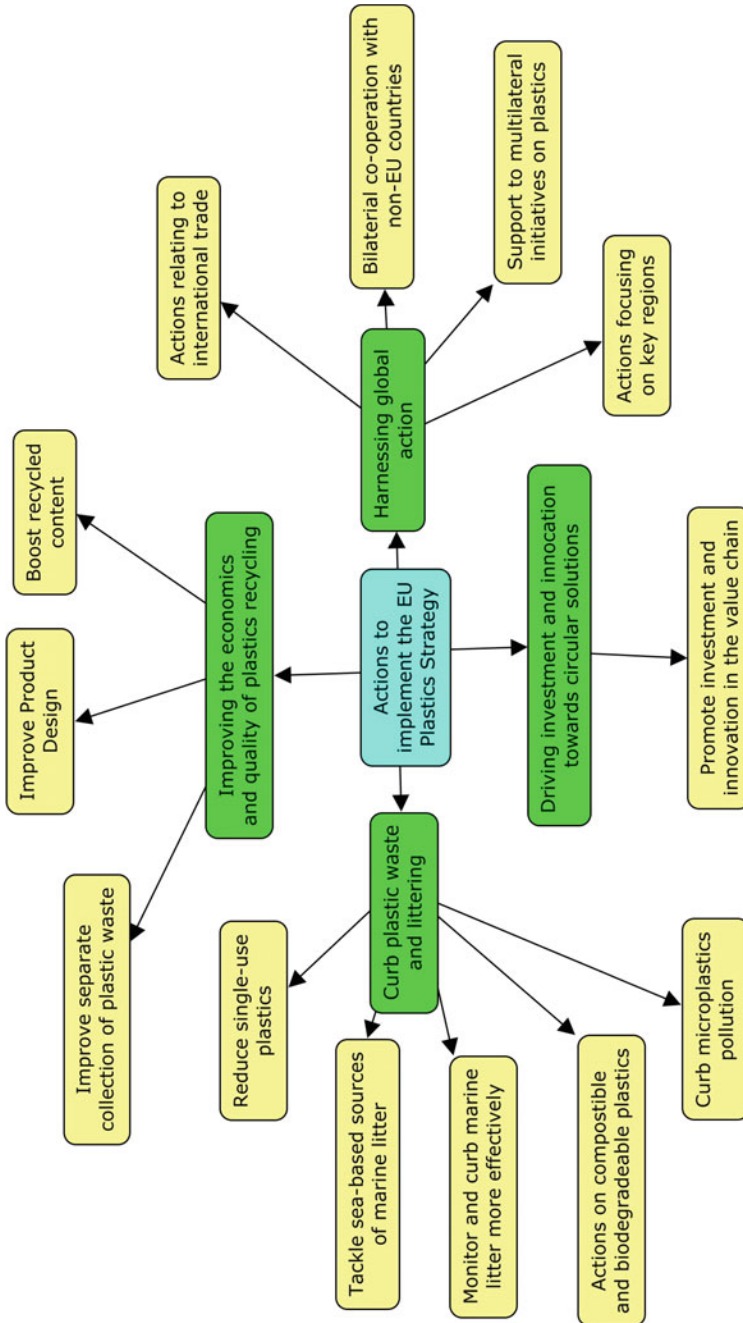 Improve separate
collection of plastic waste
Improve Product
Design
Boost recycled
content
Improving the economics
and quality of plastics recycling
Actions relating to
international trade
Reduce single-use
plastics
Tackle sea-based sources
of marine litter
Curb plastic waste
and littering
Actions to
implement the EU
Plastics Strategy
Harnessing global
action
Bilaterial co-operation with
non-EU countries
Monitor and curb marine
litter more effectively
Support to multilateral
initiatives on plastics
Actions on compostible
and biodegradeable plastics
Driving investment and innocation
towards circular solutions
Actions focusing
on key regions
Curb microplastics
pollution
Promote investment and
innovation in the value chain